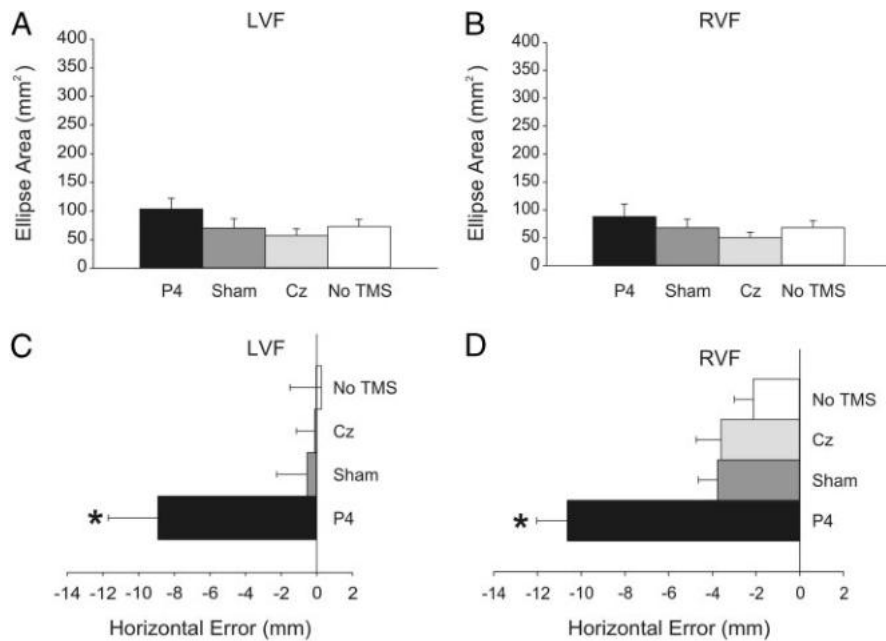 A
LVF
Ellipse Area (mm²)
400
350
300
250
200
150
100
50
0
P4 Sham Cz No TMS
B
RVF
Ellipse Area (mm²)
400
350
300
250
200
150
100
50
0
P4 Sham Cz No TMS
C
LVF
No TMS
Cz
Sham
* P4
-14 -12 -10 -8 -6 -4 -2 0 2
Horizontal Error (mm)
D
RVF
No TMS
Cz
Sham
* P4
-14 -12 -10 -8 -6 -4 -2 0 2
Horizontal Error (mm)